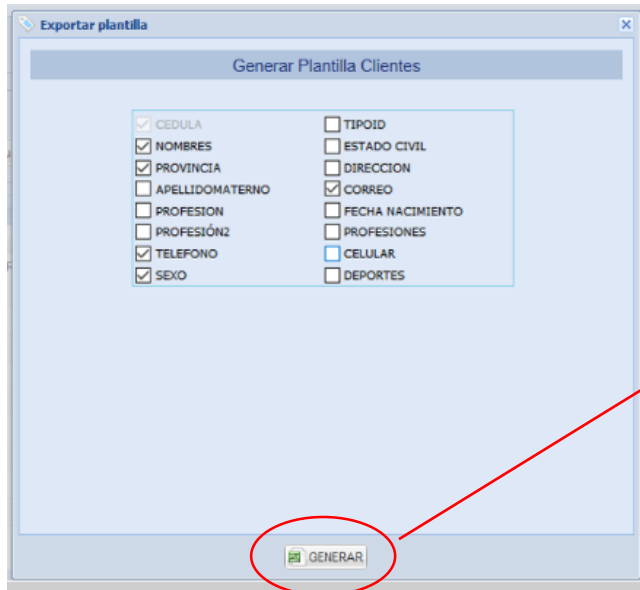 Exportar plantilla
Generar Plantilla Clientes
CEDULA
TIPOID
NOMBRES
ESTADO CIVIL
PROVINCIA
DIRECCION
APELLIDOMATERNO
CORREO
PROFESION
FECHA NACIMIENTO
PROFESIÓN2
PROFESIONES
TELEFONO
CELULAR
SEXO
DEPORTES
GENERAR